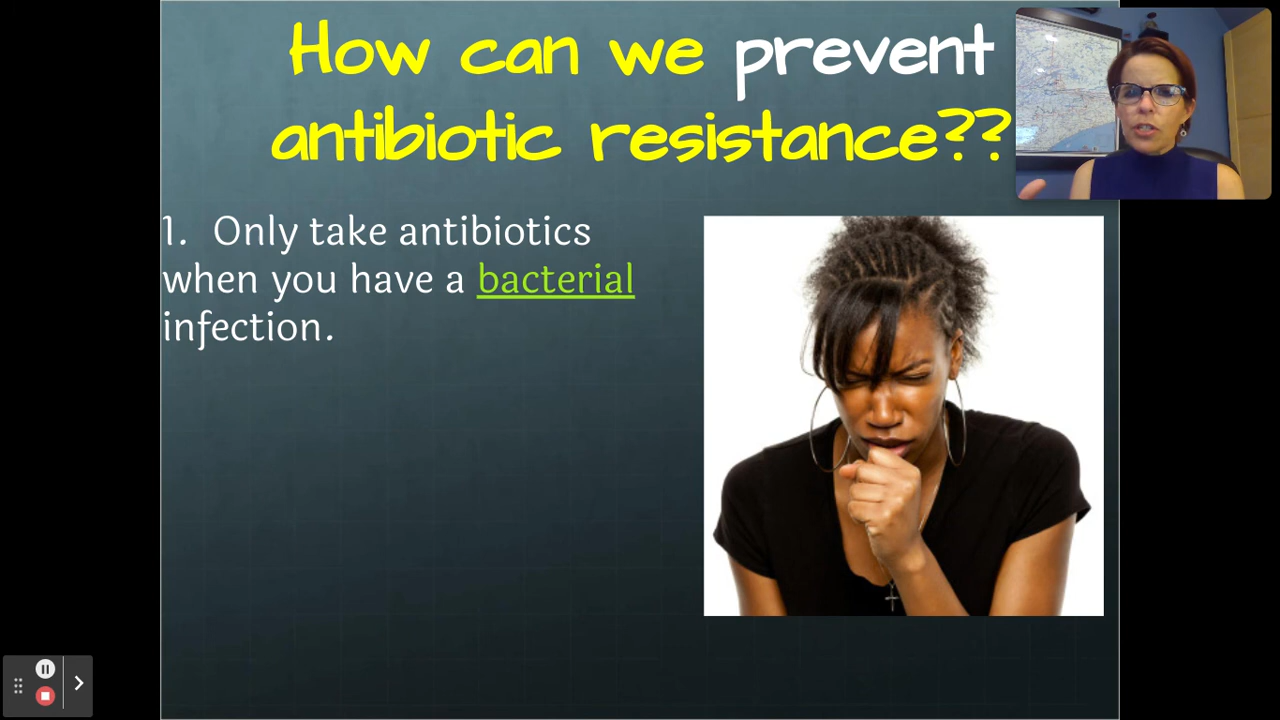 How can we prevent
antibiotic resistance??
1. Only take antibiotics
when you have a bacterial
infection.